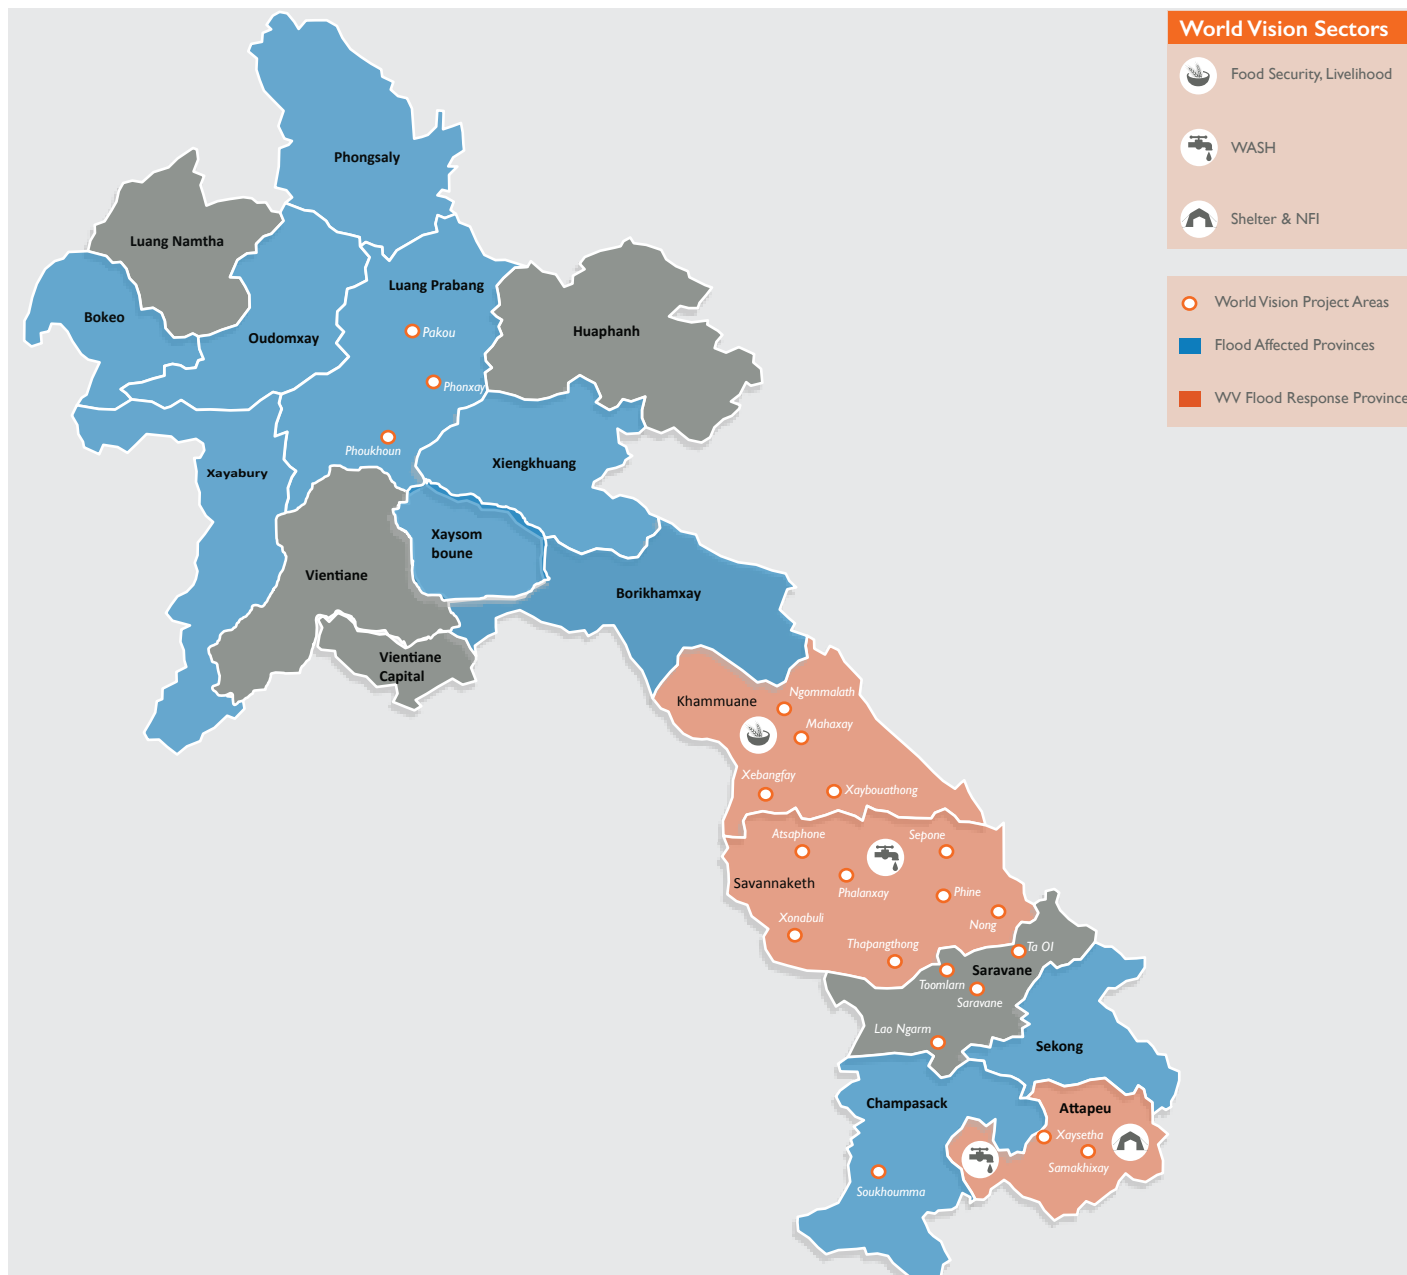 World Vision Sectors
Food Security, Livelihood
WASH
Shelter & NFI
World Vision Project Areas
Flood Affected Provinces
WV Flood Response Province
Phongsaly
Luang Namtha
Luang Prabang
Bokeo
Oudomxay
Pakou
Huaphanh
Phonxay
Phoukhoun
Xayabury
Xiengkhuang
Xaysom
boune
Vientiane
Borikhamxay
Vientiane
Capital
Khammuane
Ngommalath
Mahaxay
Xebangfay
Xaybouathong
Atsaphone
Sepone
Savannaketh
Phalanxay
Phine
Xonabuli
Nong
Thapangthong
Ta OI
Saravane
Toomlarn
Saravane
Lao Ngarm
Sekong
Champasack
Attapeu
Xaysetha
Samakhixay
Soukhoumma